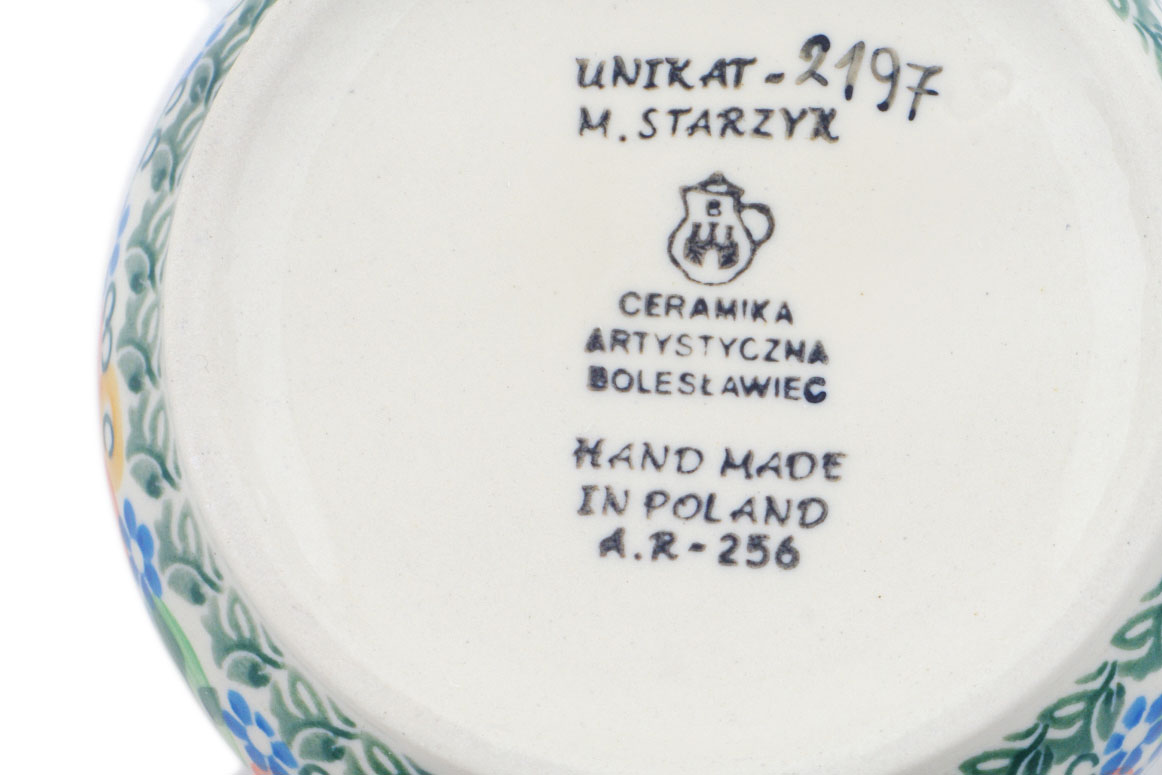 UNIKAT - 2197
M. STARZYK
B
CERAMIKA
ARTYSTYCZNA
BOLESŁAWIEC
HAND MADE
IN POLAND
A.R - 256